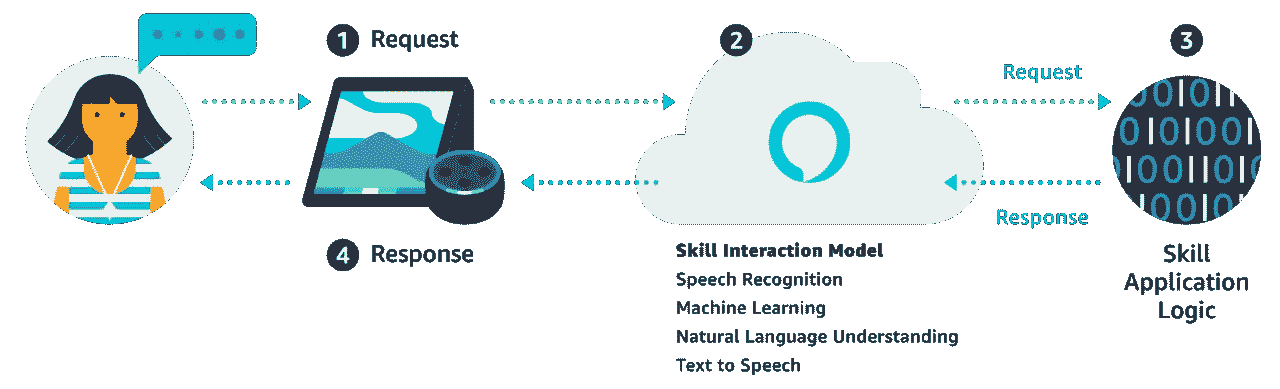 1 Request
2
3
Request
Response
4 Response
Skill Interaction Model
Speech Recognition
Machine Learning
Natural Language Understanding
Text to Speech
Skill
Application
Logic